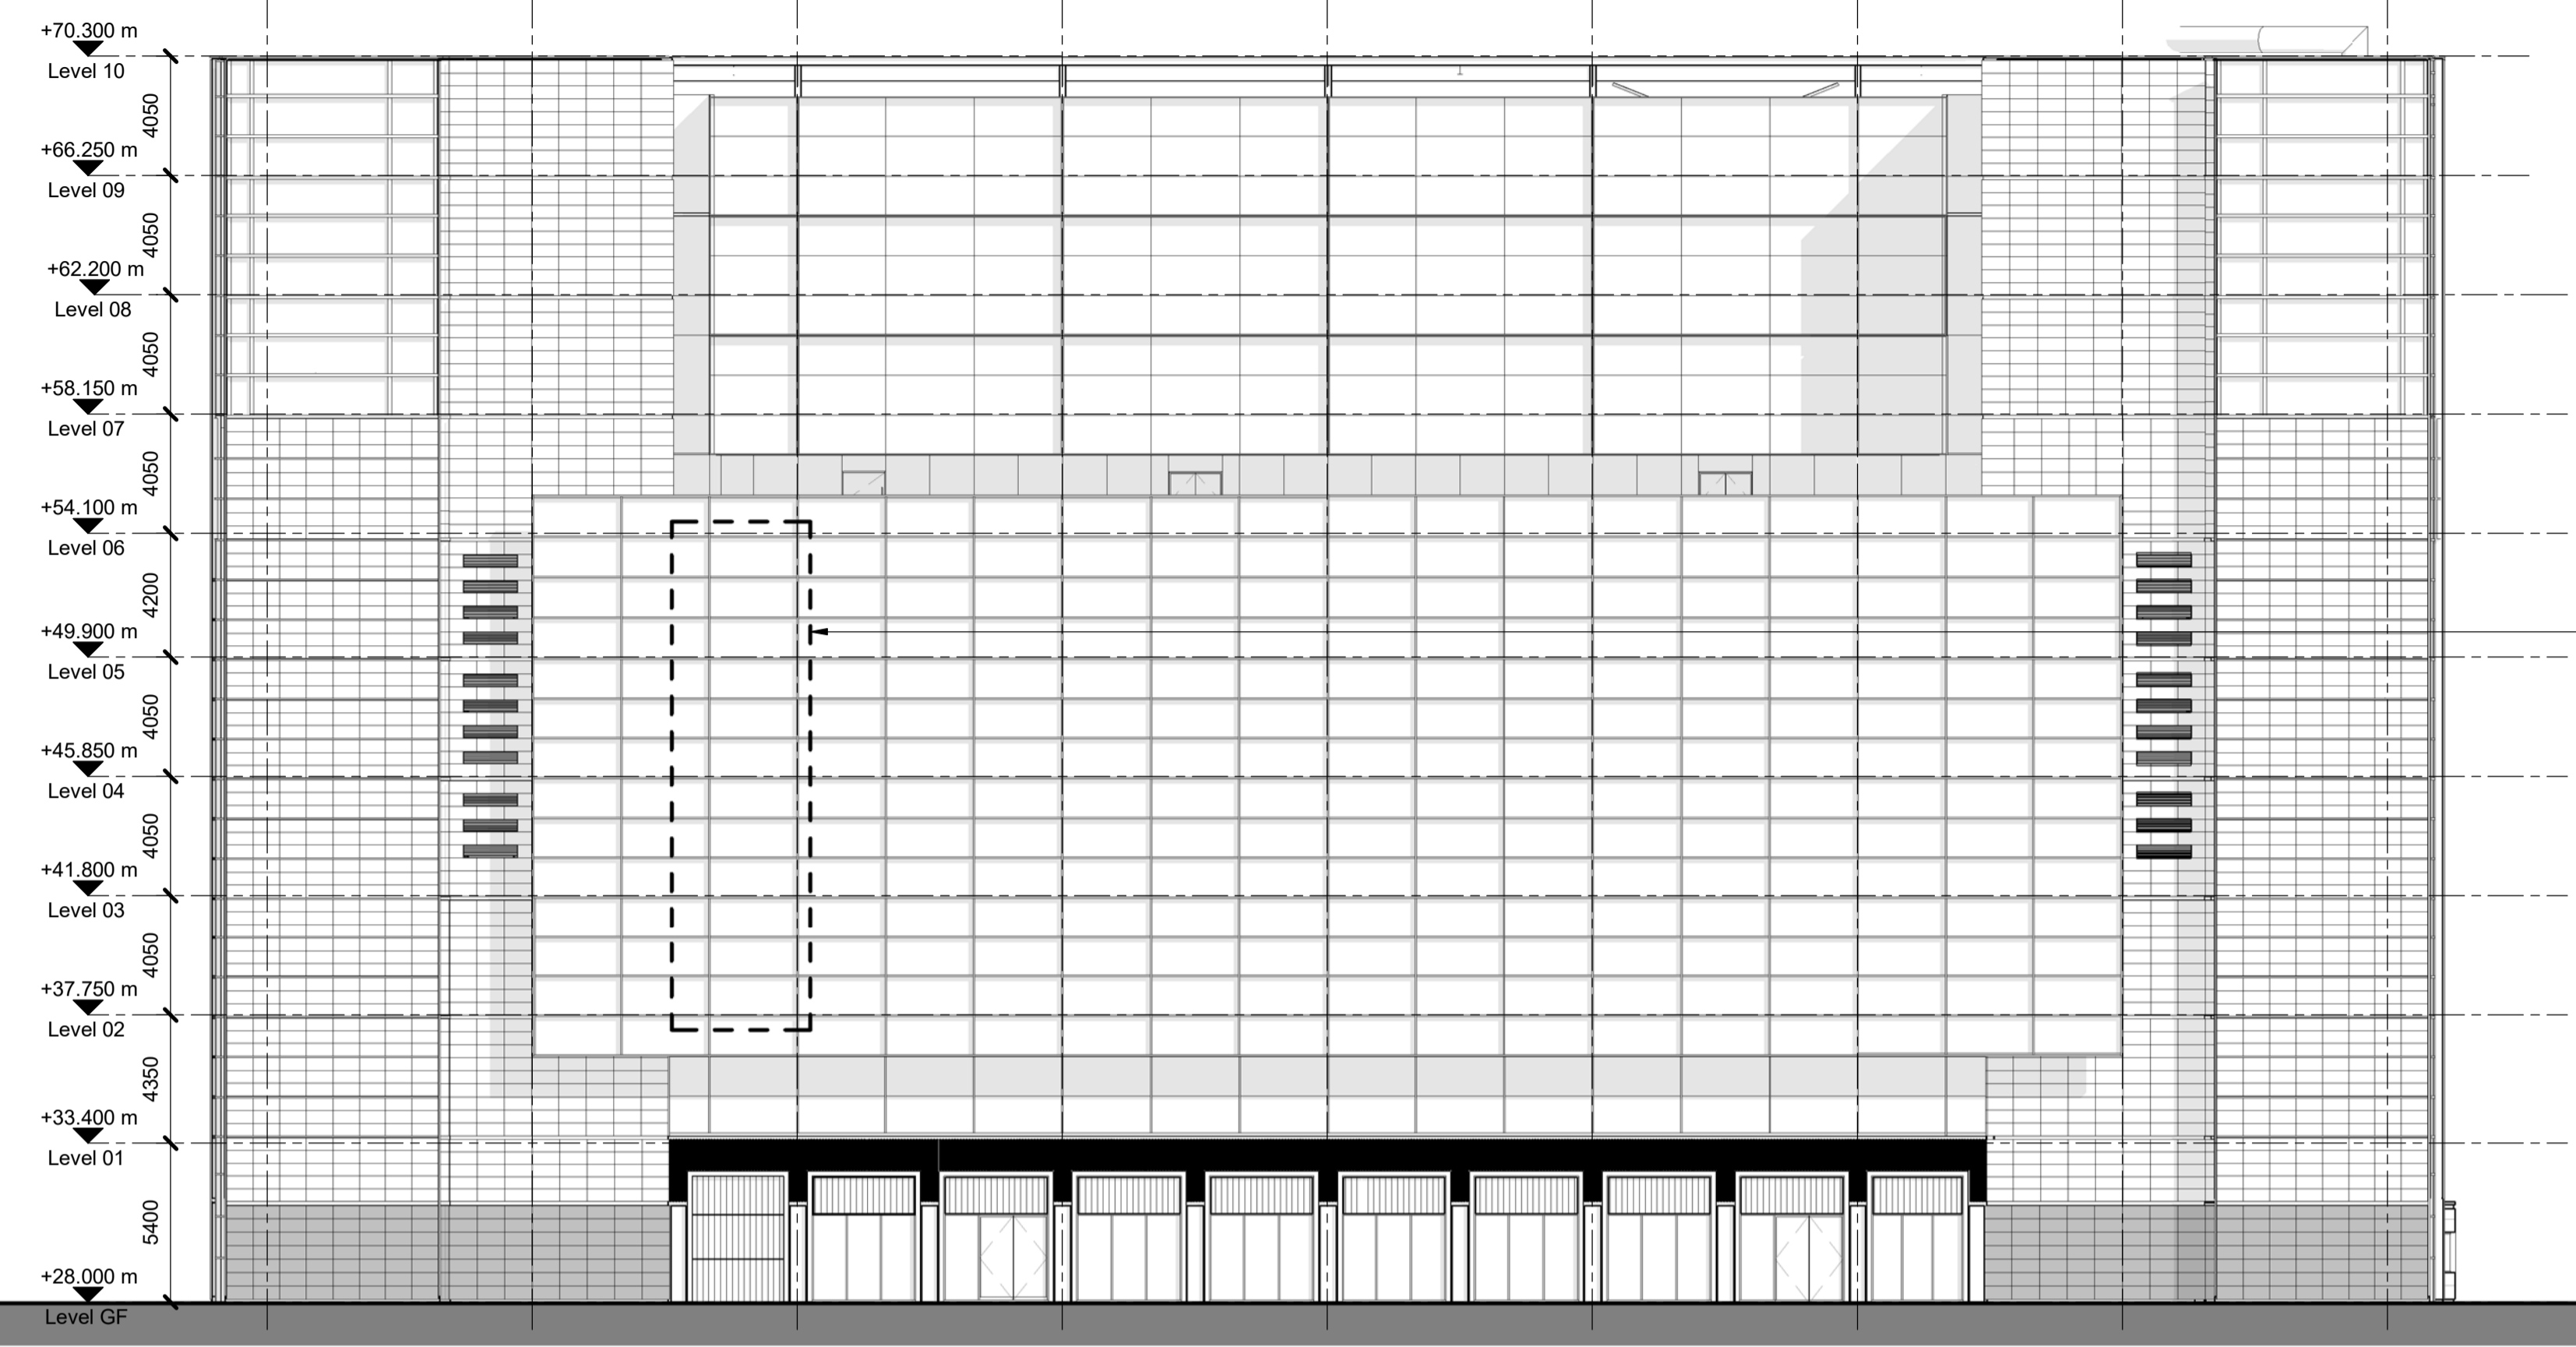 +70.300 m
Level 10
4050
+66.250 m
Level 09
4050
+62.200 m
Level 08
4050
+58.150 m
Level 07
4050
+54.100 m
Level 06
4200
+49.900 m
Level 05
4050
+45.850 m
Level 04
4050
+41.800 m
Level 03
4050
+37.750 m
Level 02
4350
+33.400 m
Level 01
5400
+28.000 m
Level GF